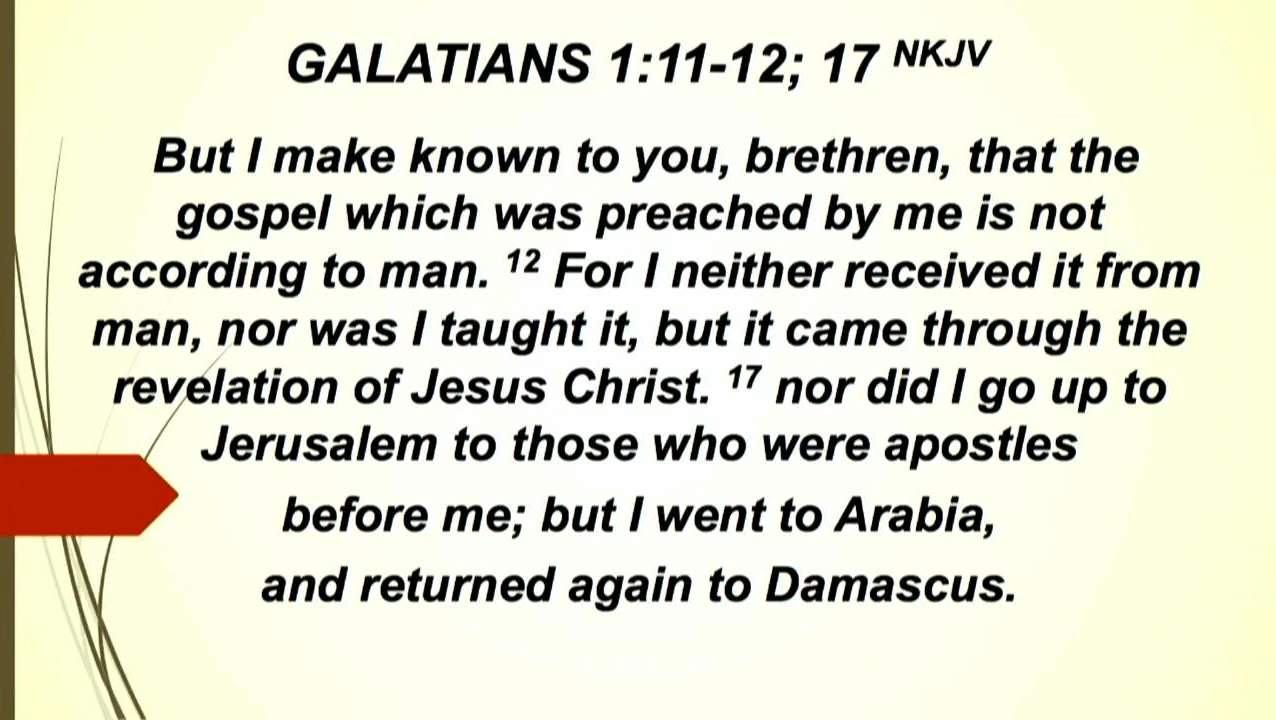 GALATIANS 1:11-12; 17 NKJV
But I make known to you, brethren, that the
gospel which was preached by me is not
according to man. 12 For I neither received it from
man, nor was I taught it, but it came through the
revelation of Jesus Christ. 17 nor did I go up to
Jerusalem to those who were apostles
before me; but I went to Arabia,
and returned again to Damascus.